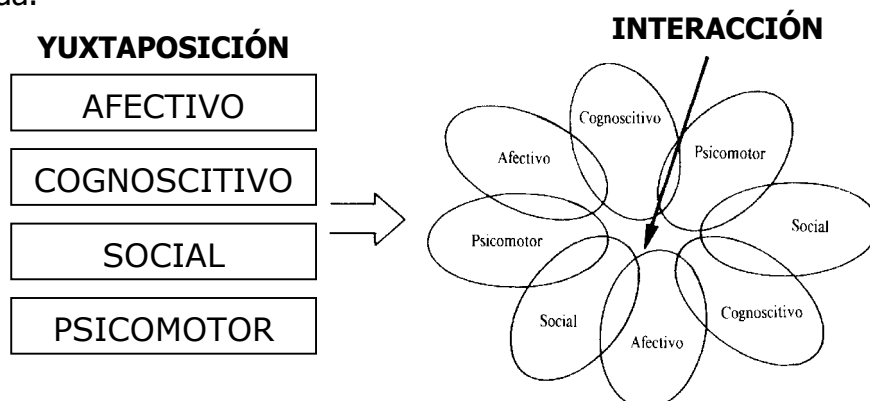 YUXTAPOSICIÓN
AFECTIVO
COGNOSCITIVO
SOCIAL
PSICOMOTOR
INTERACCIÓN
Cognoscitivo
Afectivo
Psicomotor
Psicomotor
Social
Social
Cognoscitivo
Afectivo